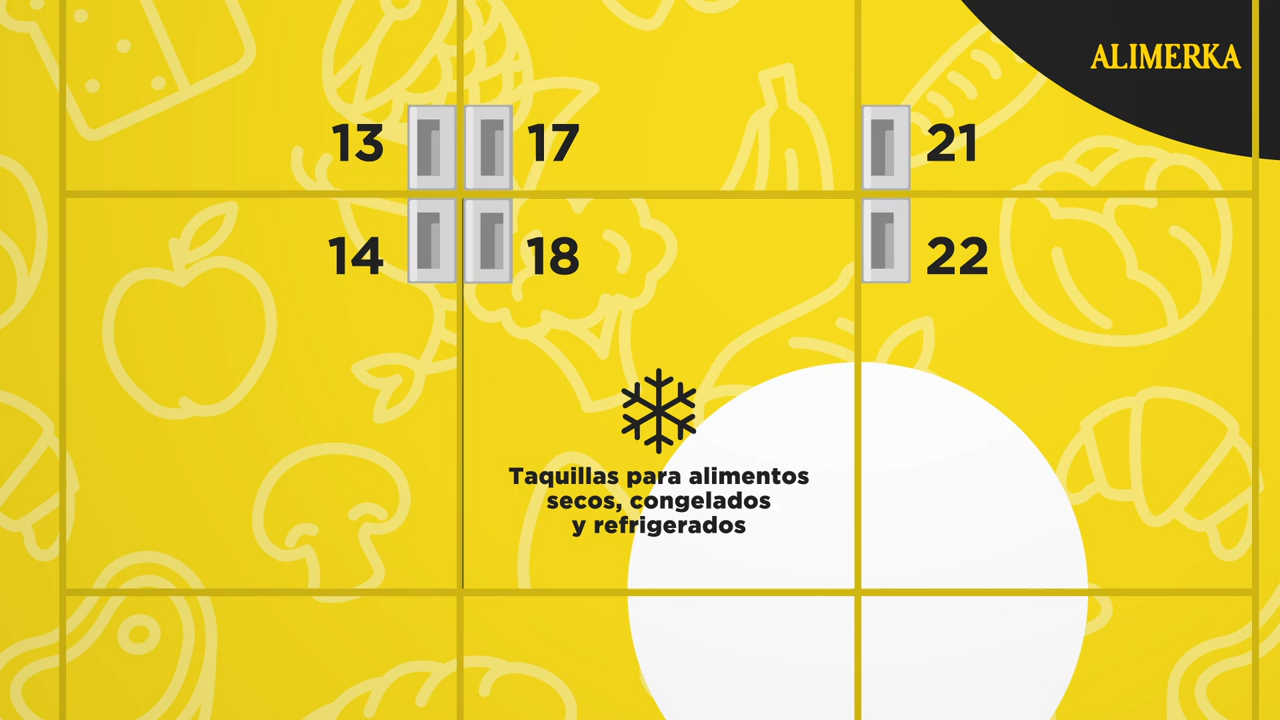 ALIMERKA
13 17 21
14 18 22
Taquillas para alimentos
secos, congelados
y refrigerados